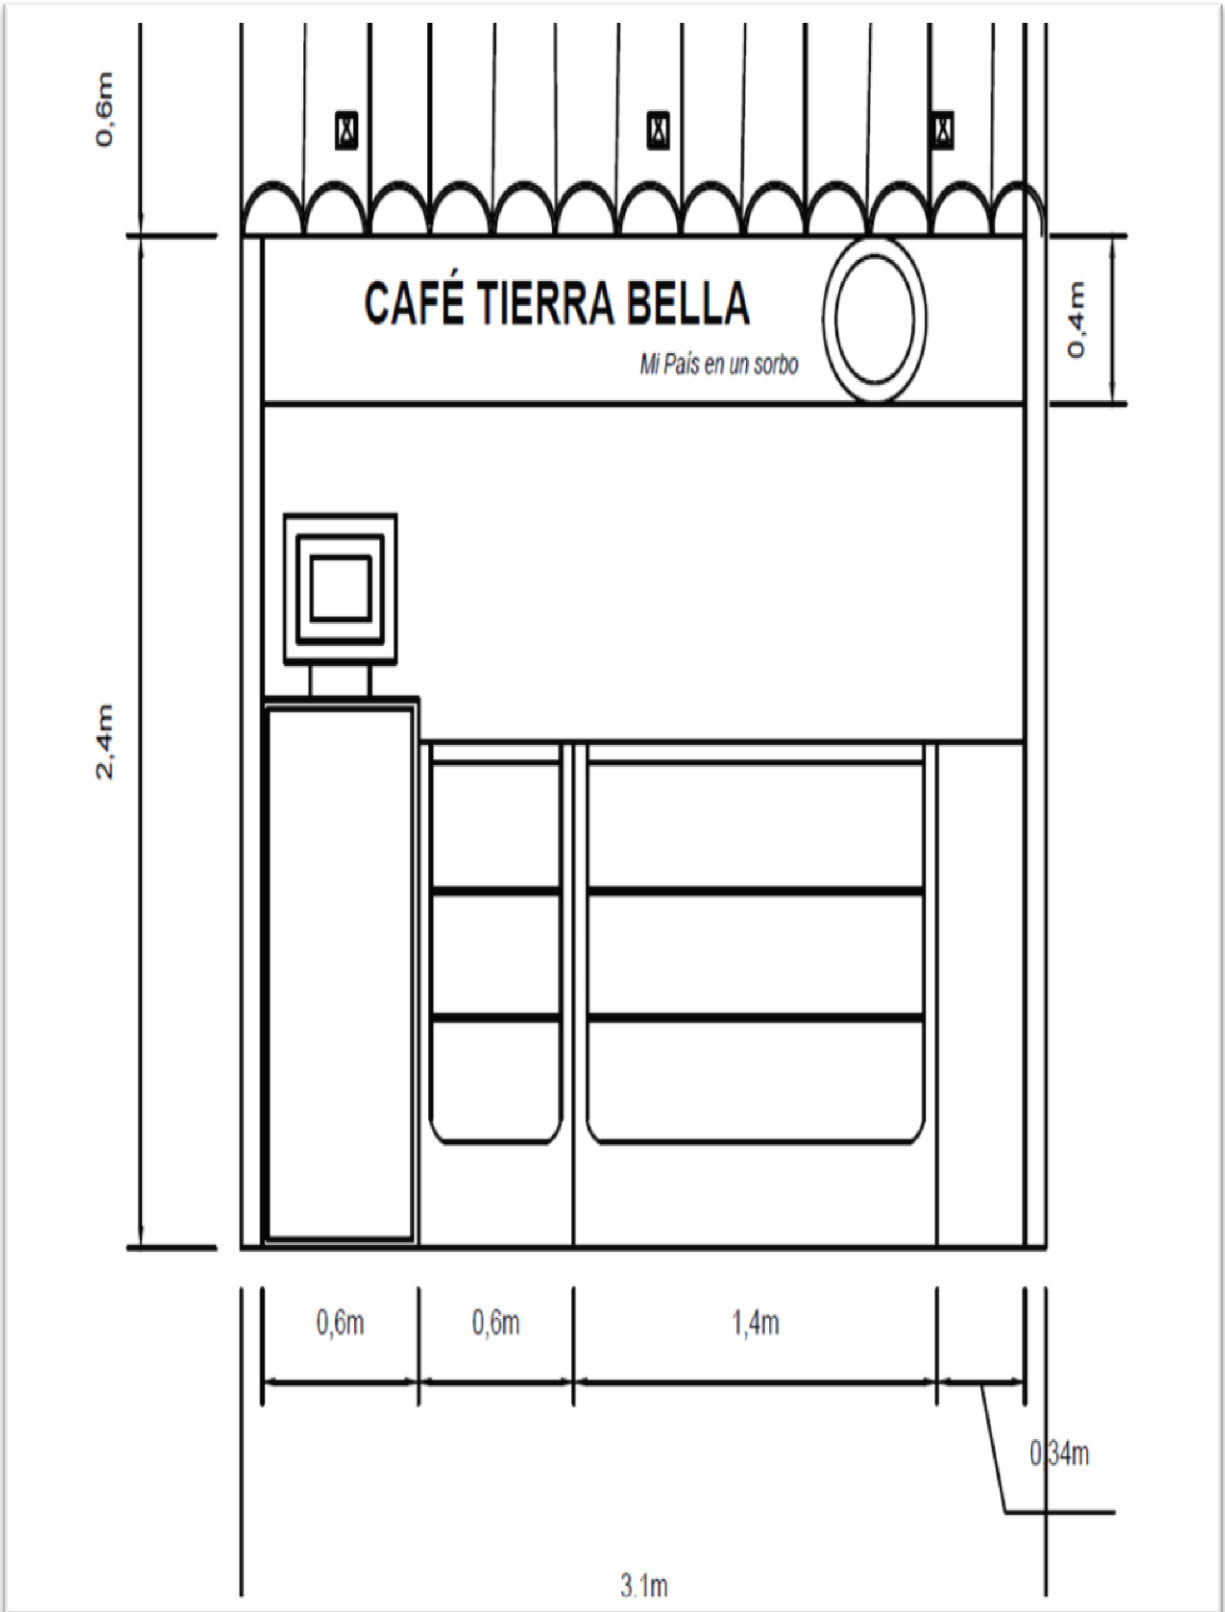 0,6m
CAFÉ TIERRA BELLA
Mi País en un sorbo
0,4m
2,4m
0,6m
0,6m
1,4m
0,34m
3.1m